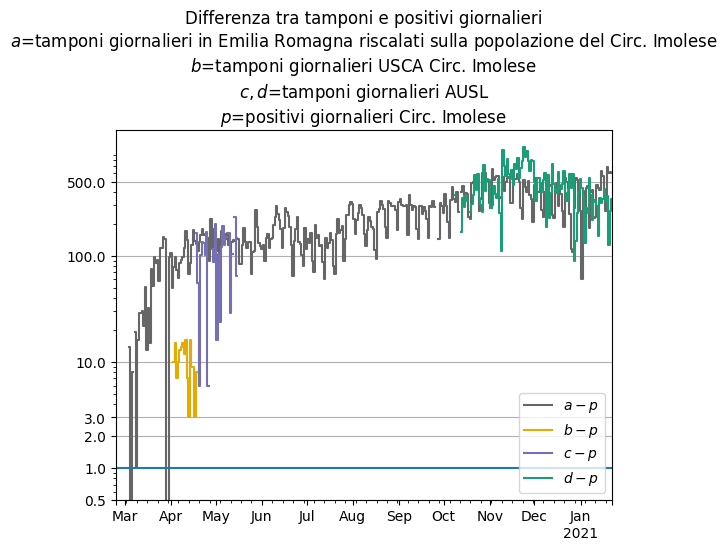 Differenza tra tamponi e positivi giornalieri
a=tamponi giornalieri in Emilia Romagna riscalati sulla popolazione del Circ. Imolese
b=tamponi giornalieri USCA Circ. Imolese
c, d=tamponi giornalieri AUSL
p=positivi giornalieri Circ. Imolese
500.0
100.0
10.0
3.0
2.0
1.0
0.5
a − p
b − p
c − p
d − p
Mar Apr May Jun Jul Aug Sep Oct Nov Dec Jan
2021